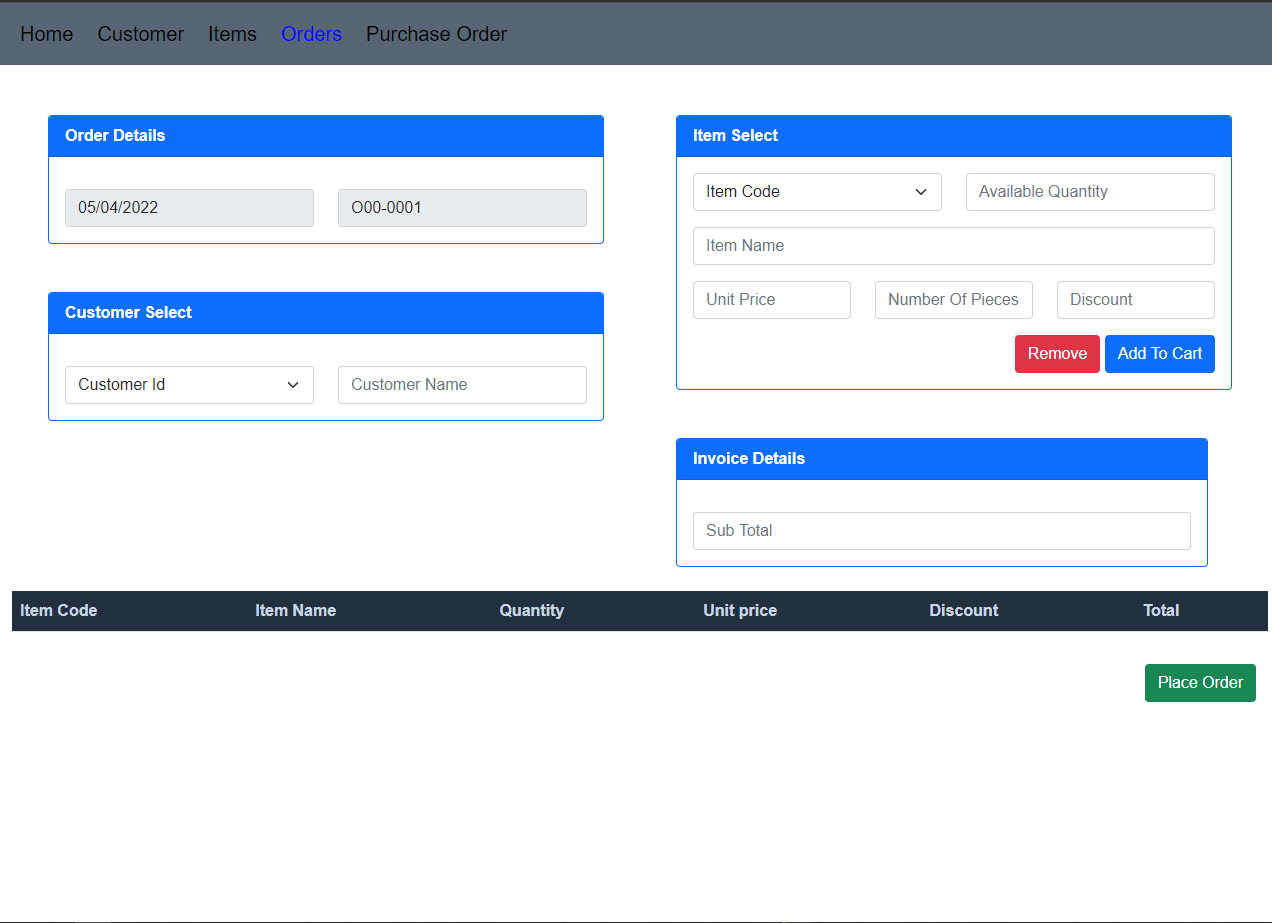 Home Customer Items Orders Purchase Order
Order Details
05/04/2022 O00-0001
Customer Select
Customer Id Customer Name
Item Select
Item Code Available Quantity
Item Name
Unit Price Number Of Pieces Discount
Remove Add To Cart
Invoice Details
Sub Total
Item Code Item Name Quantity Unit price Discount Total
Place Order